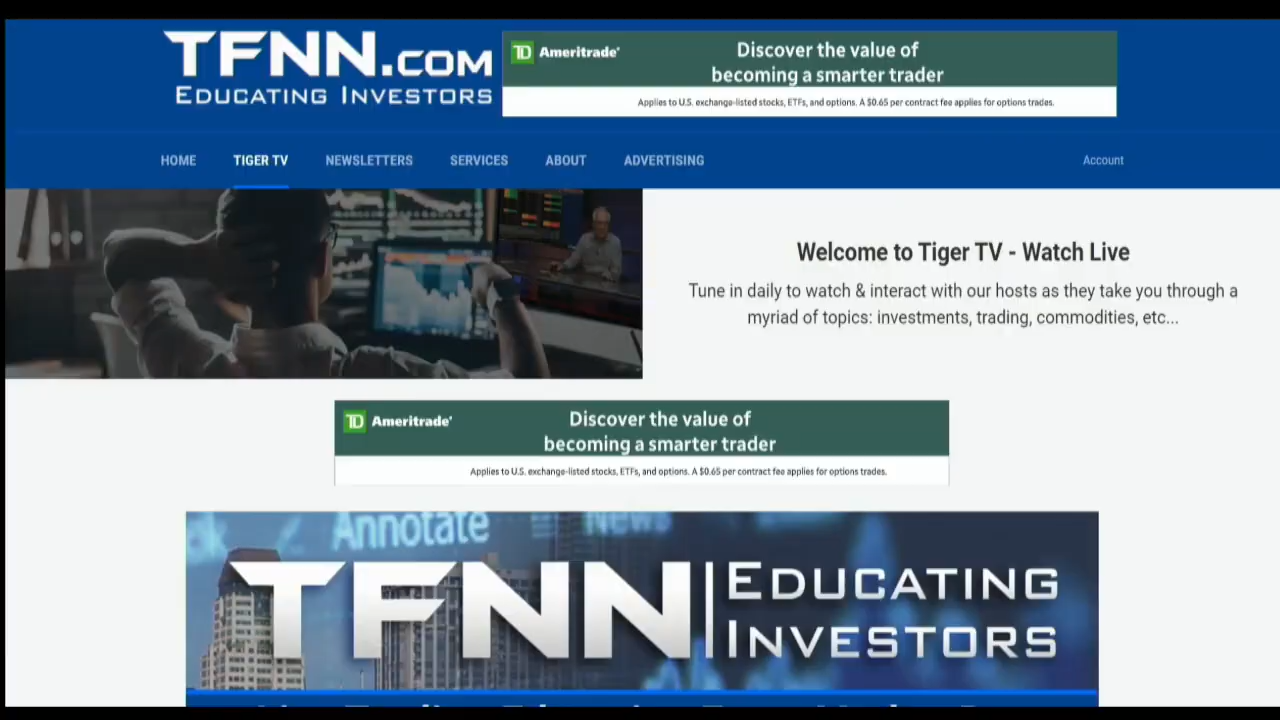 TFNN.COM
EDUCATING INVESTORS
TD Ameritrade
Discover the value of
becoming a smarter trader
Applies to U.S. exchange-listed stocks, ETFs, and options. A $0.65 per contract fee applies for options trades.
HOME TIGER TV NEWSLETTERS SERVICES ABOUT ADVERTISING Account
Welcome to Tiger TV - Watch Live
Tune in daily to watch & interact with our hosts as they take you through a
myriad of topics: investments, trading, commodities, etc...
TD Ameritrade
Discover the value of
becoming a smarter trader
Applies to U.S. exchange-listed stocks, ETFs, and options. A $0.65 per contract fee applies for options trades.
Annotate News
TFNN EDUCATING
INVESTORS